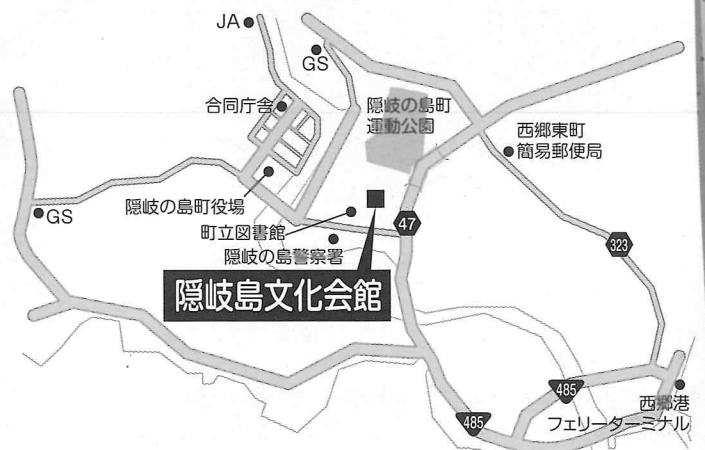 JA
GS
合同庁舎
隠岐の島町
運動公園
西郷東町
簡易郵便局
隠岐の島町役場
GS
町立図書館
47
隠岐の島警察署
323
隠岐島文化会館
485
485
西郷港
フェリーターミナル